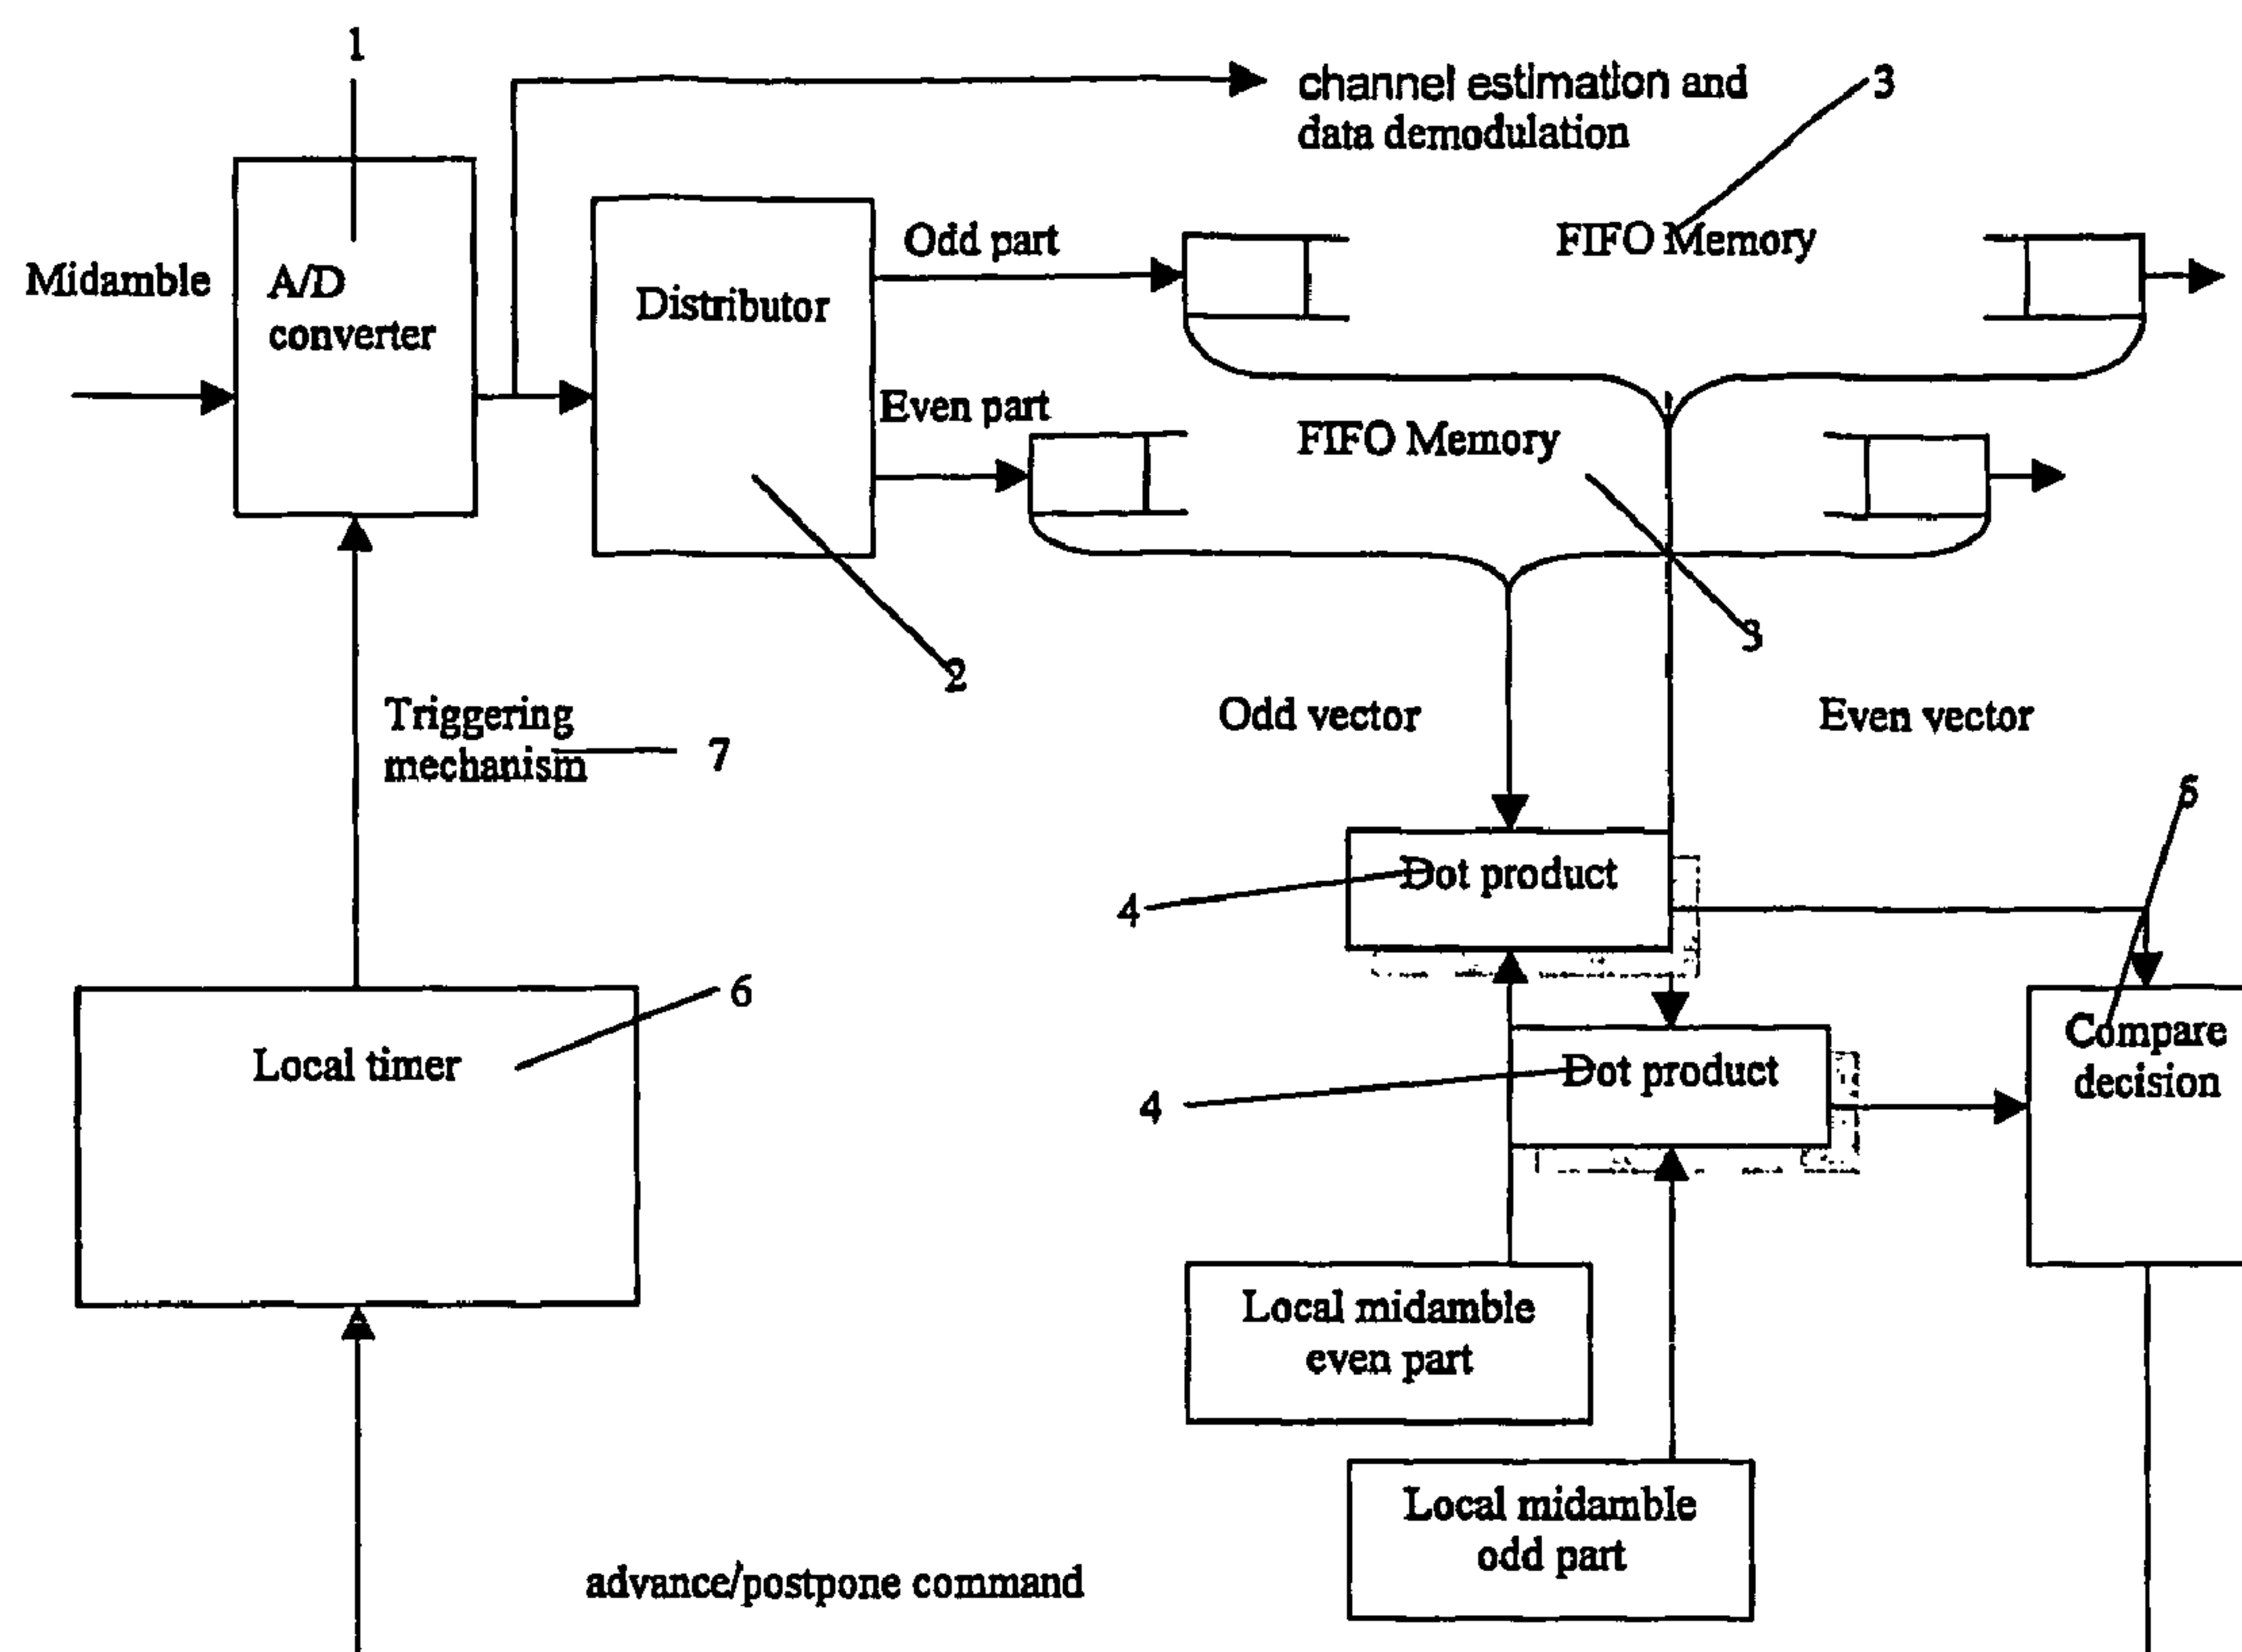 1
channel estimation and
data demodulation
3
Midamble
A/D
converter
Distributor
Odd part
FIFO Memory
Even part
FIFO Memory
3
2
Triggering
mechanism
7
Odd vector
Even vector
5
Dot product
4
6
Local timer
Dot product
4
Compare
decision
Local midamble
even part
Local midamble
odd part
advance/postpone command